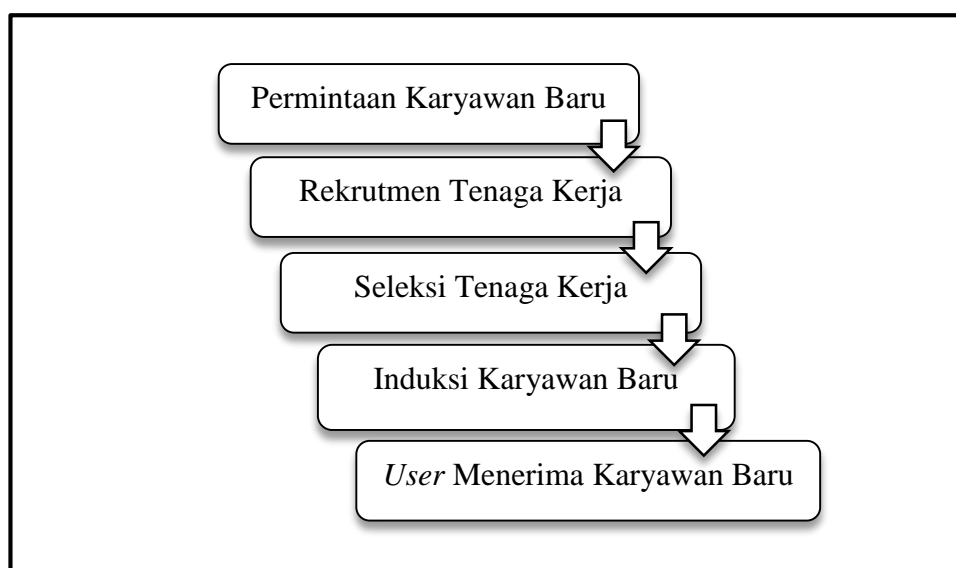 Permintaan Karyawan Baru
Rekrutmen Tenaga Kerja
Seleksi Tenaga Kerja
Induksi Karyawan Baru
User Menerima Karyawan Baru